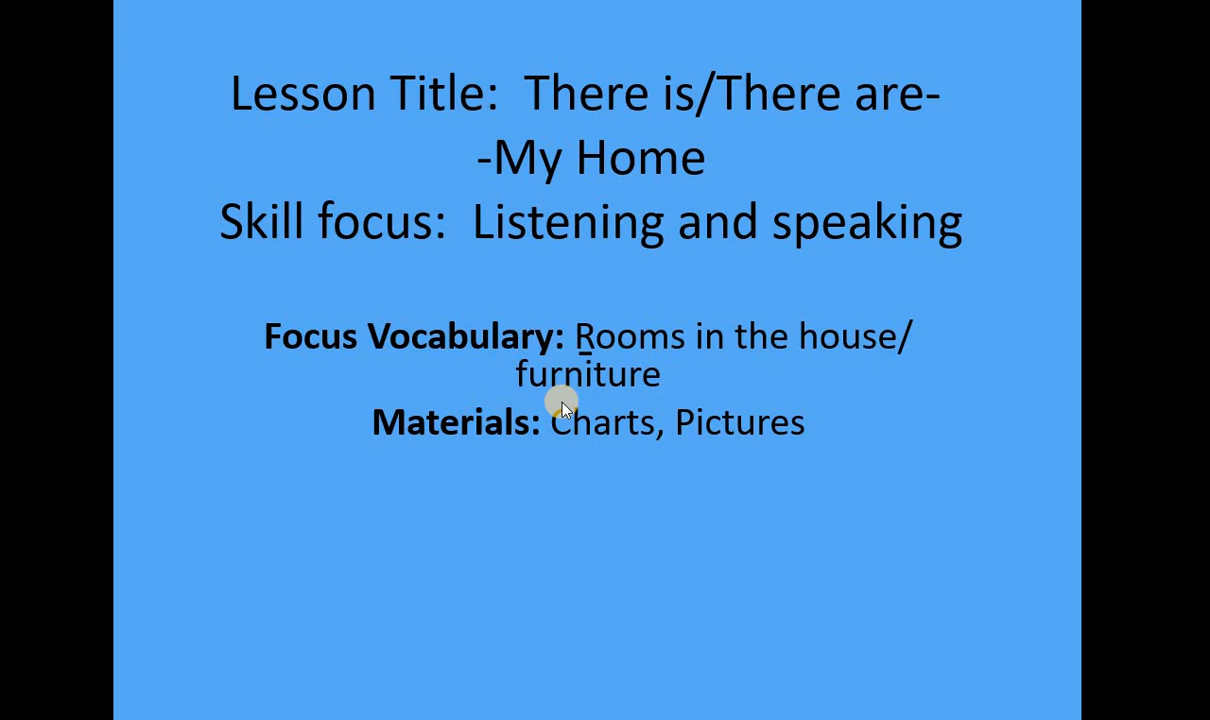 Lesson Title:  There is/There are-
-My Home
Skill focus:  Listening and speaking
Focus Vocabulary: Rooms in the house/
furniture
Materials: Charts, Pictures